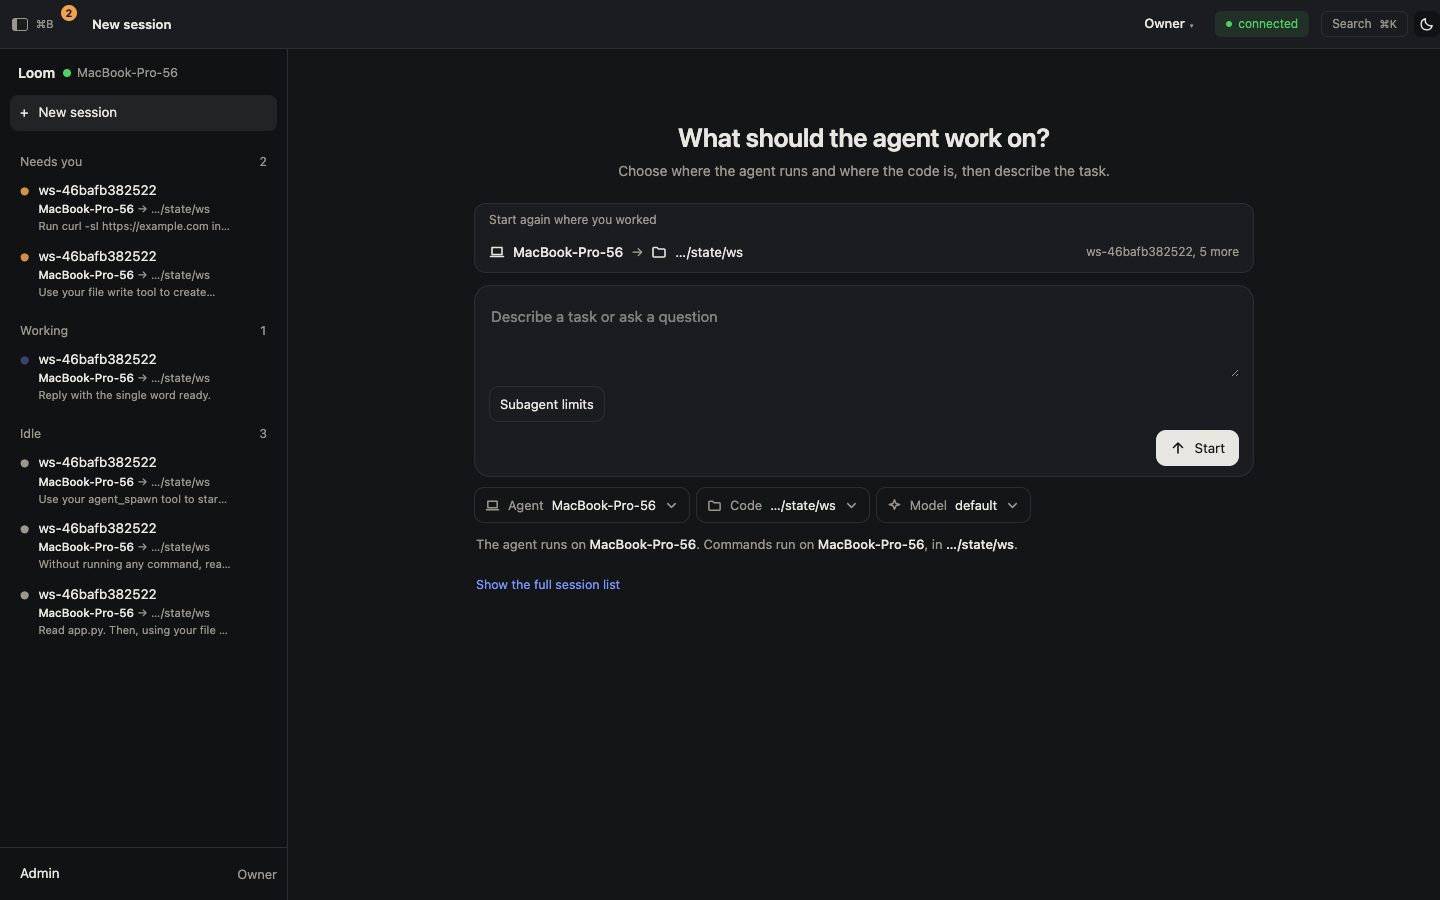 ⌘B
2
New session
Owner
connected
Search ⌘K
Loom MacBook-Pro-56
+ New session
Needs you 2
ws-46bafb382522
MacBook-Pro-56 → .../state/ws
Run curl -sI https://example.com in...
ws-46bafb382522
MacBook-Pro-56 → .../state/ws
Use your file write tool to create...
Working 1
ws-46bafb382522
MacBook-Pro-56 → .../state/ws
Reply with the single word ready.
Idle 3
ws-46bafb382522
MacBook-Pro-56 → .../state/ws
Use your agent_spawn tool to star...
ws-46bafb382522
MacBook-Pro-56 → .../state/ws
Without running any command, rea...
ws-46bafb382522
MacBook-Pro-56 → .../state/ws
Read app.py. Then, using your file ...
Admin Owner
What should the agent work on?
Choose where the agent runs and where the code is, then describe the task.
Start again where you worked
MacBook-Pro-56 → .../state/ws ws-46bafb382522, 5 more
Describe a task or ask a question
Subagent limits
Start
Agent MacBook-Pro-56 Code .../state/ws Model default
The agent runs on MacBook-Pro-56. Commands run on MacBook-Pro-56, in .../state/ws.
Show the full session list